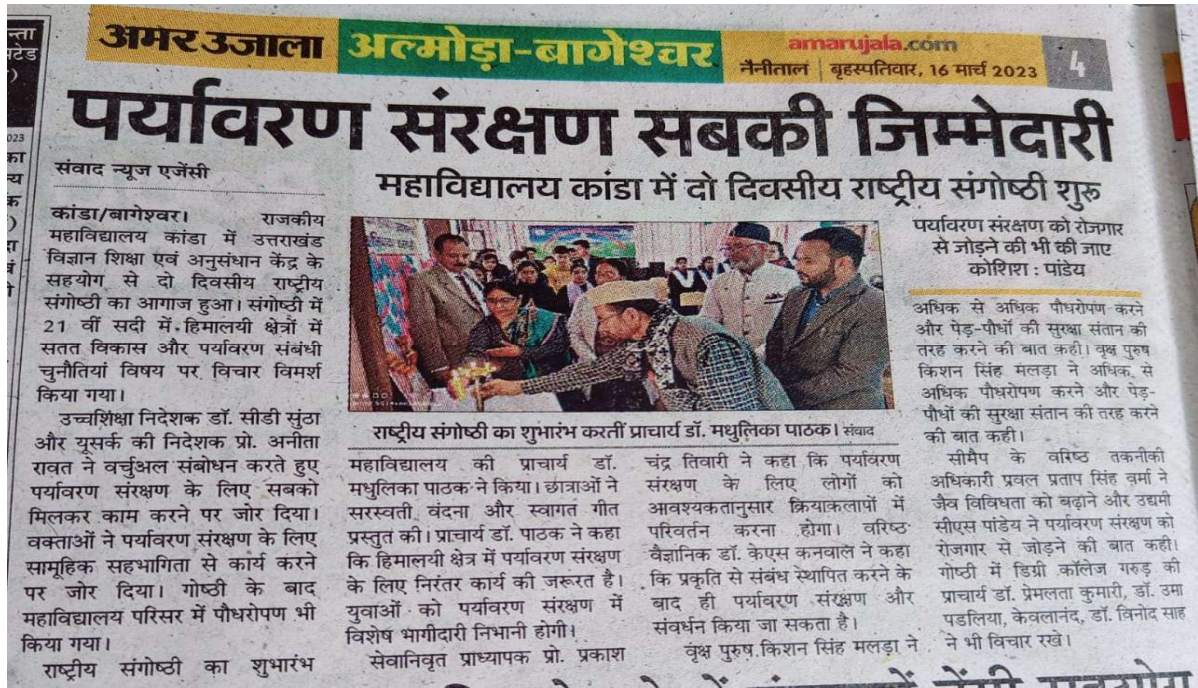 अमर उजाला
अल्मोड़ा-बागेश्वर
amarujala.com
नैनीताल | बृहस्पतिवार, 16 मार्च 2023
4
पर्यावरण संरक्षण सबकी जिम्मेदारी
संवाद न्यूज एजेंसी
महाविद्यालय कांडा में दो दिवसीय राष्ट्रीय संगोष्ठी शुरू
कांडा/बागेश्वर। राजकीय
महाविद्यालय कांडा में उत्तराखंड
विज्ञान शिक्षा एवं अनुसंधान केंद्र के
सहयोग से दो दिवसीय राष्ट्रीय
संगोष्ठी का आगाज हुआ। संगोष्ठी में
21 वीं सदी में हिमालयी क्षेत्रों में
सतत विकास और पर्यावरण संबंधी
चुनौतियां विषय पर विचार विमर्श
किया गया।
उच्चशिक्षा निदेशक डॉ. सीडी सुंठा
और यूसर्क की निदेशक प्रो. अनीता
रावत ने वर्चुअल संबोधन करते हुए
पर्यावरण संरक्षण के लिए सबको
मिलकर काम करने पर जोर दिया।
वक्ताओं ने पर्यावरण संरक्षण के लिए
सामूहिक सहभागिता से कार्य करने
पर जोर दिया। गोष्ठी के बाद
महाविद्यालय परिसर में पौधरोपण भी
किया गया।
राष्ट्रीय संगोष्ठी का शुभारंभ
राष्ट्रीय संगोष्ठी का शुभारंभ करतीं प्राचार्य डॉ. मधुलिका पाठक। संवाद
महाविद्यालय की प्राचार्य डॉ.
मधुलिका पाठक ने किया। छात्राओं ने
सरस्वती वंदना और स्वागत गीत
प्रस्तुत की। प्राचार्य डॉ. पाठक ने कहा
कि हिमालयी क्षेत्र में पर्यावरण संरक्षण
के लिए निरंतर कार्य की जरूरत है।
युवाओं को पर्यावरण संरक्षण में
विशेष भागीदारी निभानी होगी।
सेवानिवृत प्राध्यापक प्रो. प्रकाश
चंद्र तिवारी ने कहा कि पर्यावरण
संरक्षण के लिए लोगों को
आवश्यकतानुसार क्रियाकलापों में
परिवर्तन करना होगा। वरिष्ठ
वैज्ञानिक डॉ. केएस कनवाल ने कहा
कि प्रकृति से संबंध स्थापित करने के
बाद ही पर्यावरण संरक्षण और
संवर्धन किया जा सकता है।
वृक्ष पुरुष किशन सिंह मलड़ा ने
पर्यावरण संरक्षण को रोजगार
से जोड़ने की भी की जाए
कोशिश : पांडेय
अधिक से अधिक पौधरोपण करने
और पेड़-पौधों की सुरक्षा संतान की
तरह करने की बात कही। वृक्ष पुरुष
किशन सिंह मलड़ा ने अधिक से
अधिक पौधरोपण करने और पेड़-
पौधों की सुरक्षा संतान की तरह करने
की बात कही।
सीमैप के वरिष्ठ तकनीकी
अधिकारी प्रवल प्रताप सिंह वर्मा ने
जैव विविधता को बढ़ाने और उद्यमी
सीएस पांडेय ने पर्यावरण संरक्षण को
रोजगार से जोड़ने की बात कही।
गोष्ठी में डिग्री कॉलेज गरुड़ की
प्राचार्य डॉ. प्रेमलता कुमारी, डॉ. उमा
पडलिया, केवलानंद, डॉ. विनोद साह
ने भी विचार रखे।